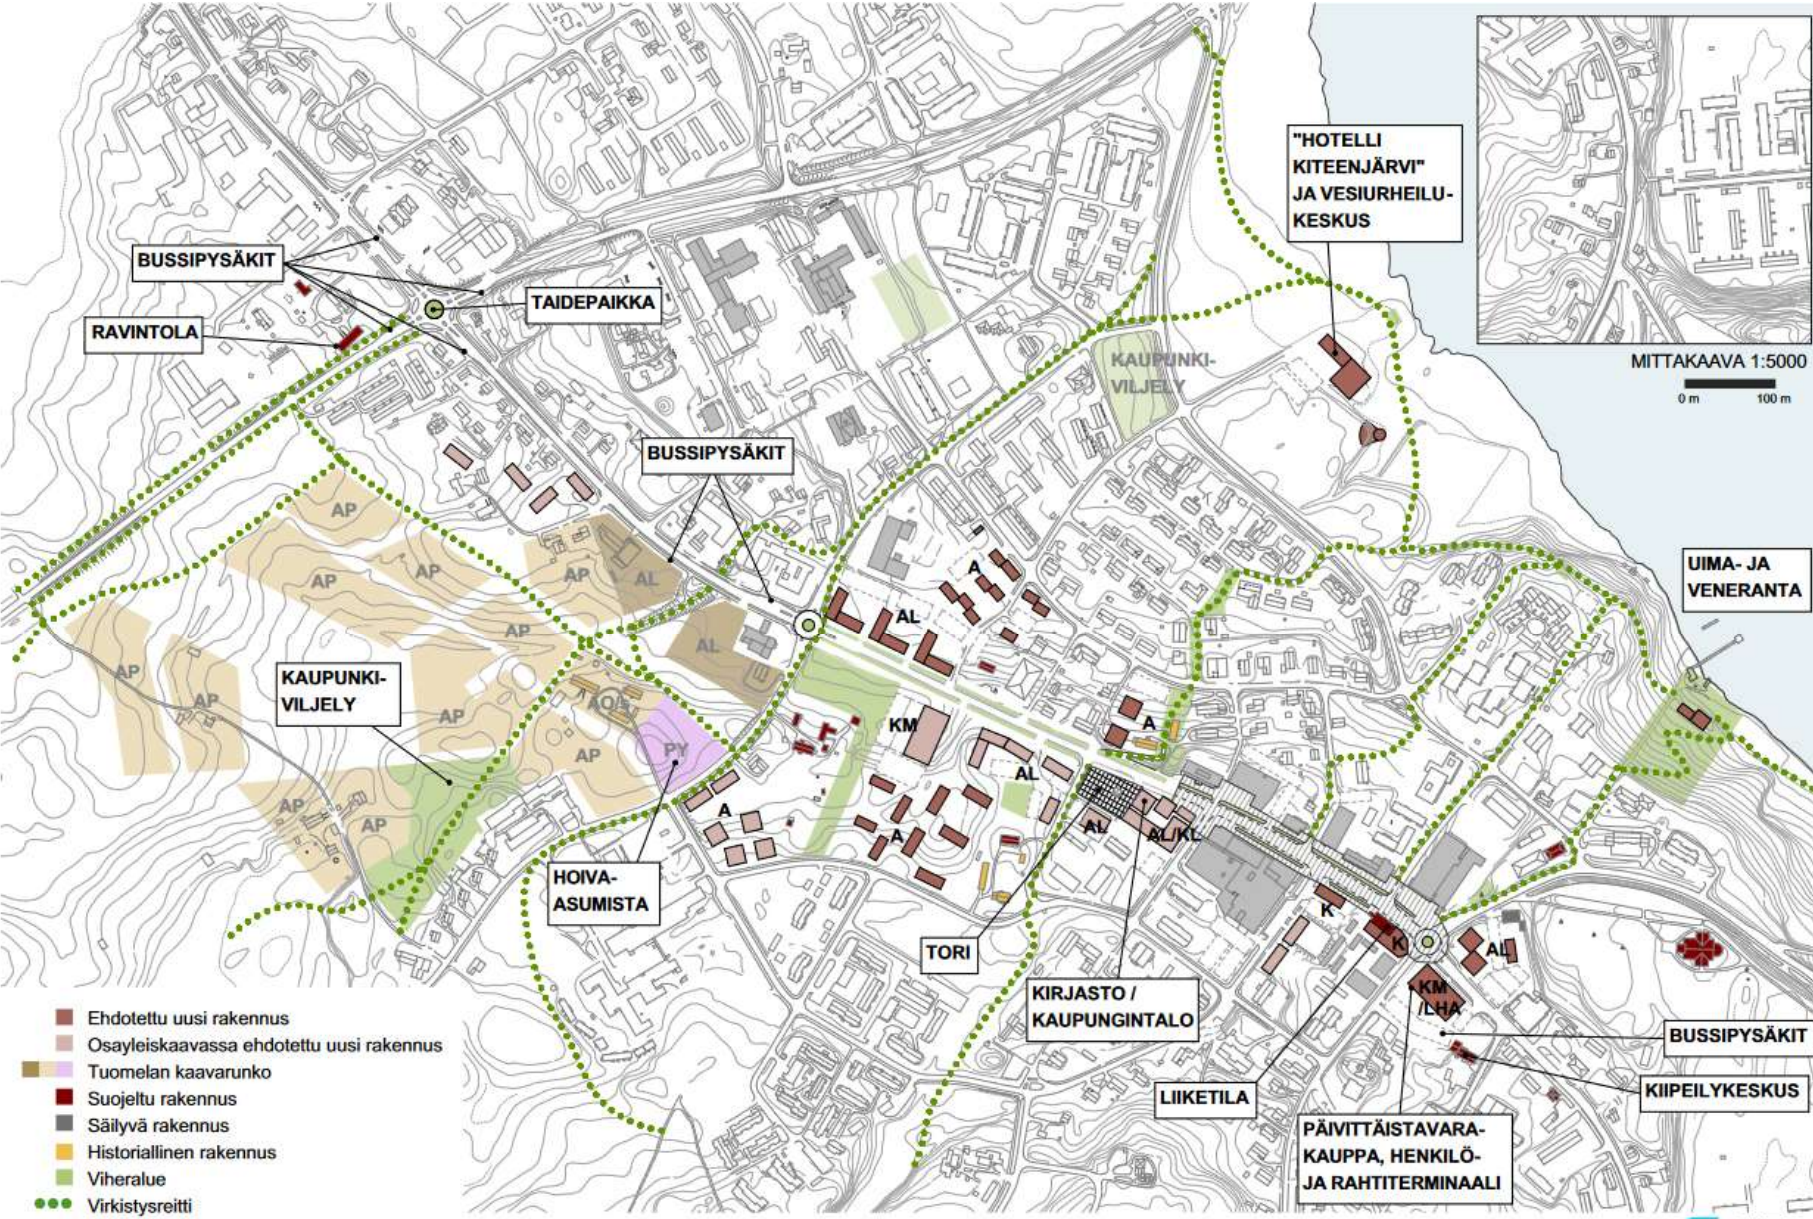 "HOTELLI
KITEENJÄRVI"
JA VESIURHEILU-
KESKUS
BUSSIPYSÄKIT
TAIDEPAIKKA
RAVINTOLA
MITTAKAAVA 1:5000
0 m 100 m
KAUPUNKI-
VILJELY
BUSSIPYSÄKIT
AP
AP
AP
AP
AL
A
UIMA- JA
VENERANTA
AL
AP
AL
AP
AP
KAUPUNKI-
VILJELY
AO/s
AP
PY
AP
KM
A
AL
AP
AP
A
A
AL
AL/KL
HOIVA-
ASUMISTA
TORI
K
K
AL
KIRJASTO /
KAUPUNGINTALO
KM
/LHA
BUSSIPYSÄKIT
KIIPEILYKESKUS
LIIKETILA
PÄIVITTÄISTAVARA-
KAUPPA, HENKILÖ-
JA RAHTITERMINAALI
Ehdotettu uusi rakennus
Osayleiskaavassa ehdotettu uusi rakennus
Tuomelan kaavarunko
Suojeltu rakennus
Säilyvä rakennus
Historiallinen rakennus
Viheralue
Virkistysreitti